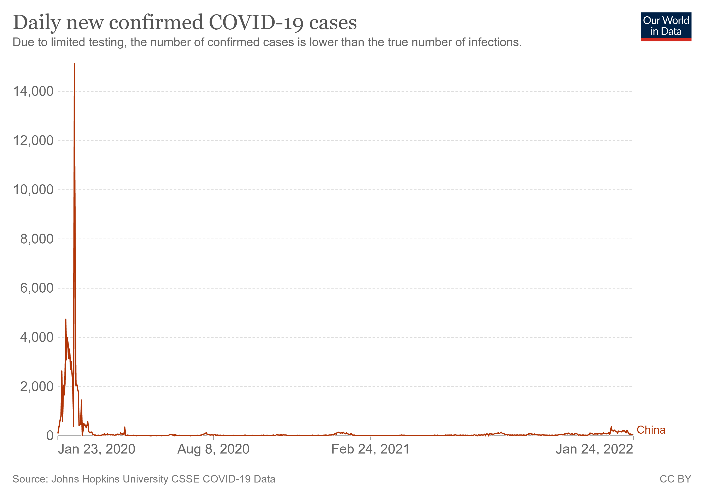 Daily new confirmed COVID-19 cases
Due to limited testing, the number of confirmed cases is lower than the true number of infections.
Our World
in Data
14,000
12,000
10,000
8,000
6,000
4,000
2,000
0
China
Jan 23, 2020
Aug 8, 2020
Feb 24, 2021
Jan 24, 2022
Source: Johns Hopkins University CSSE COVID-19 Data
CC BY